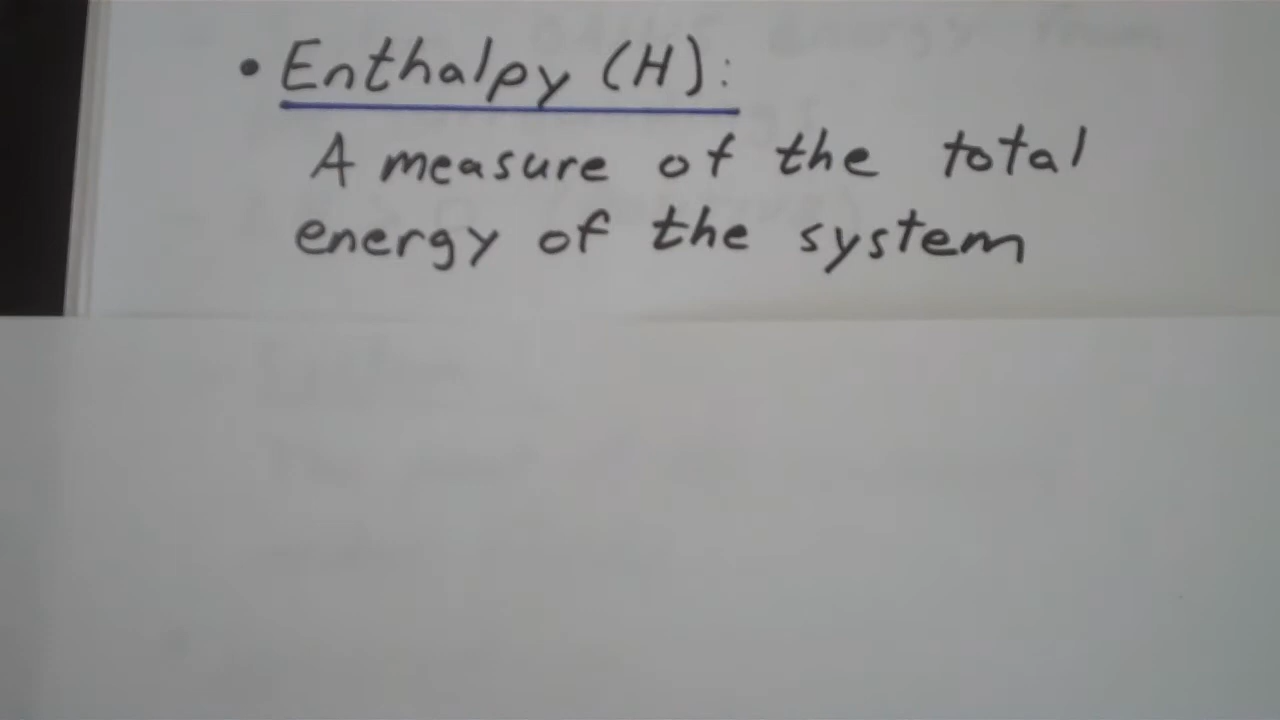 • Enthalpy (H):
A measure of the total
energy of the system